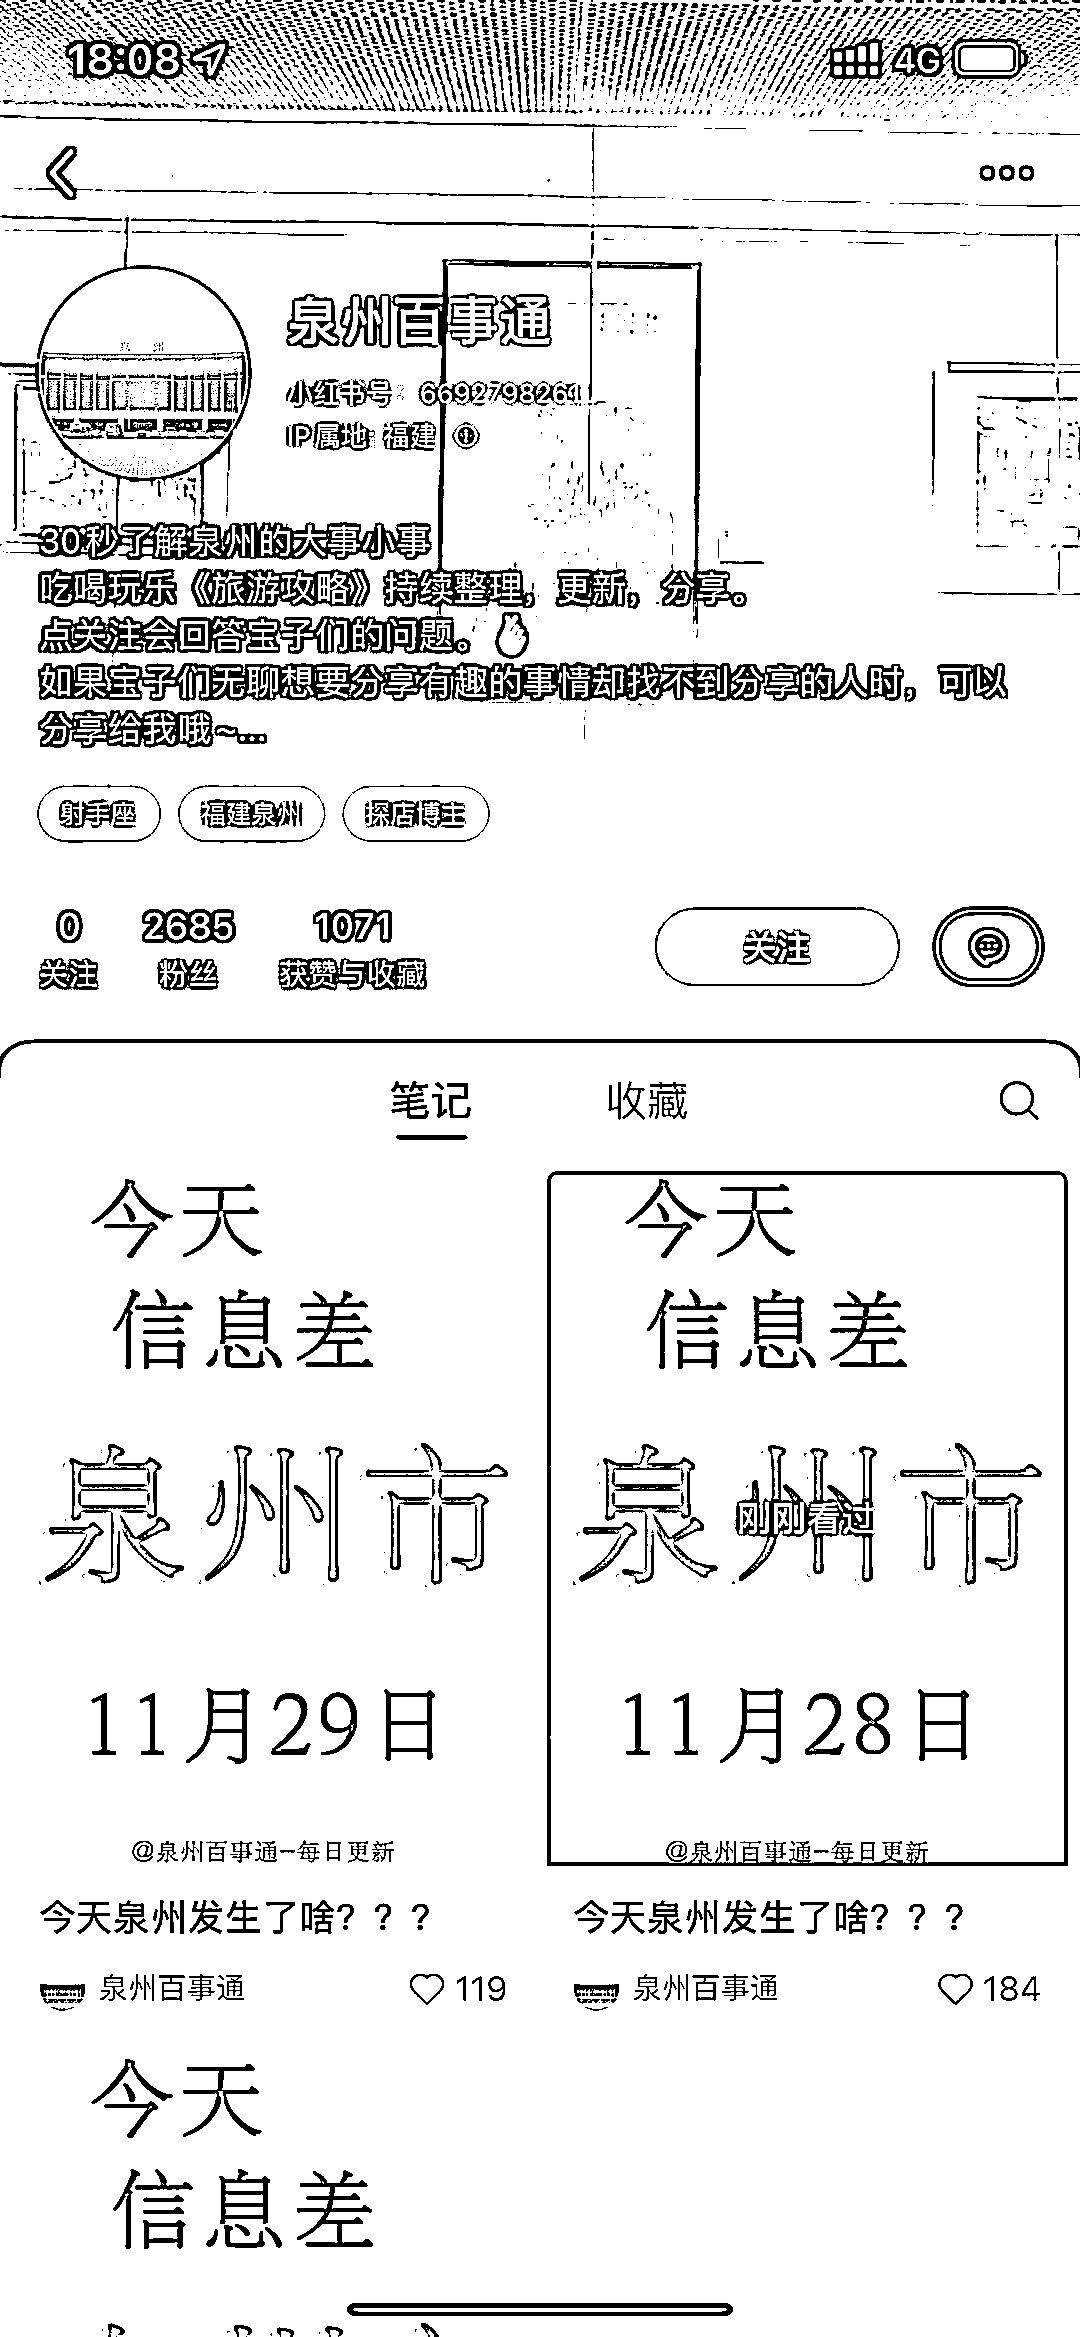 18:08 4G
泉州百事通
小红书号：6692798261
IP属地：福建
30秒了解泉州的大事小事
吃喝玩乐《旅游攻略》持续整理，更新，分享。
点关注会回答宝子们的问题。
如果宝子们无聊想要分享有趣的事情却找不到分享的人时，可以
分享给我哦~...
射手座 福建泉州 探店博主
0 2685 1071
关注 粉丝 获赞与收藏 关注
笔记 收藏
今天
信息差
泉州市
11月29日
@泉州百事通-每日更新
今天泉州发生了啥？？？
泉州百事通 119
今天
信息差
泉州市
刚刚看过
11月28日
@泉州百事通-每日更新
今天泉州发生了啥？？？
泉州百事通 184
今天
信息差